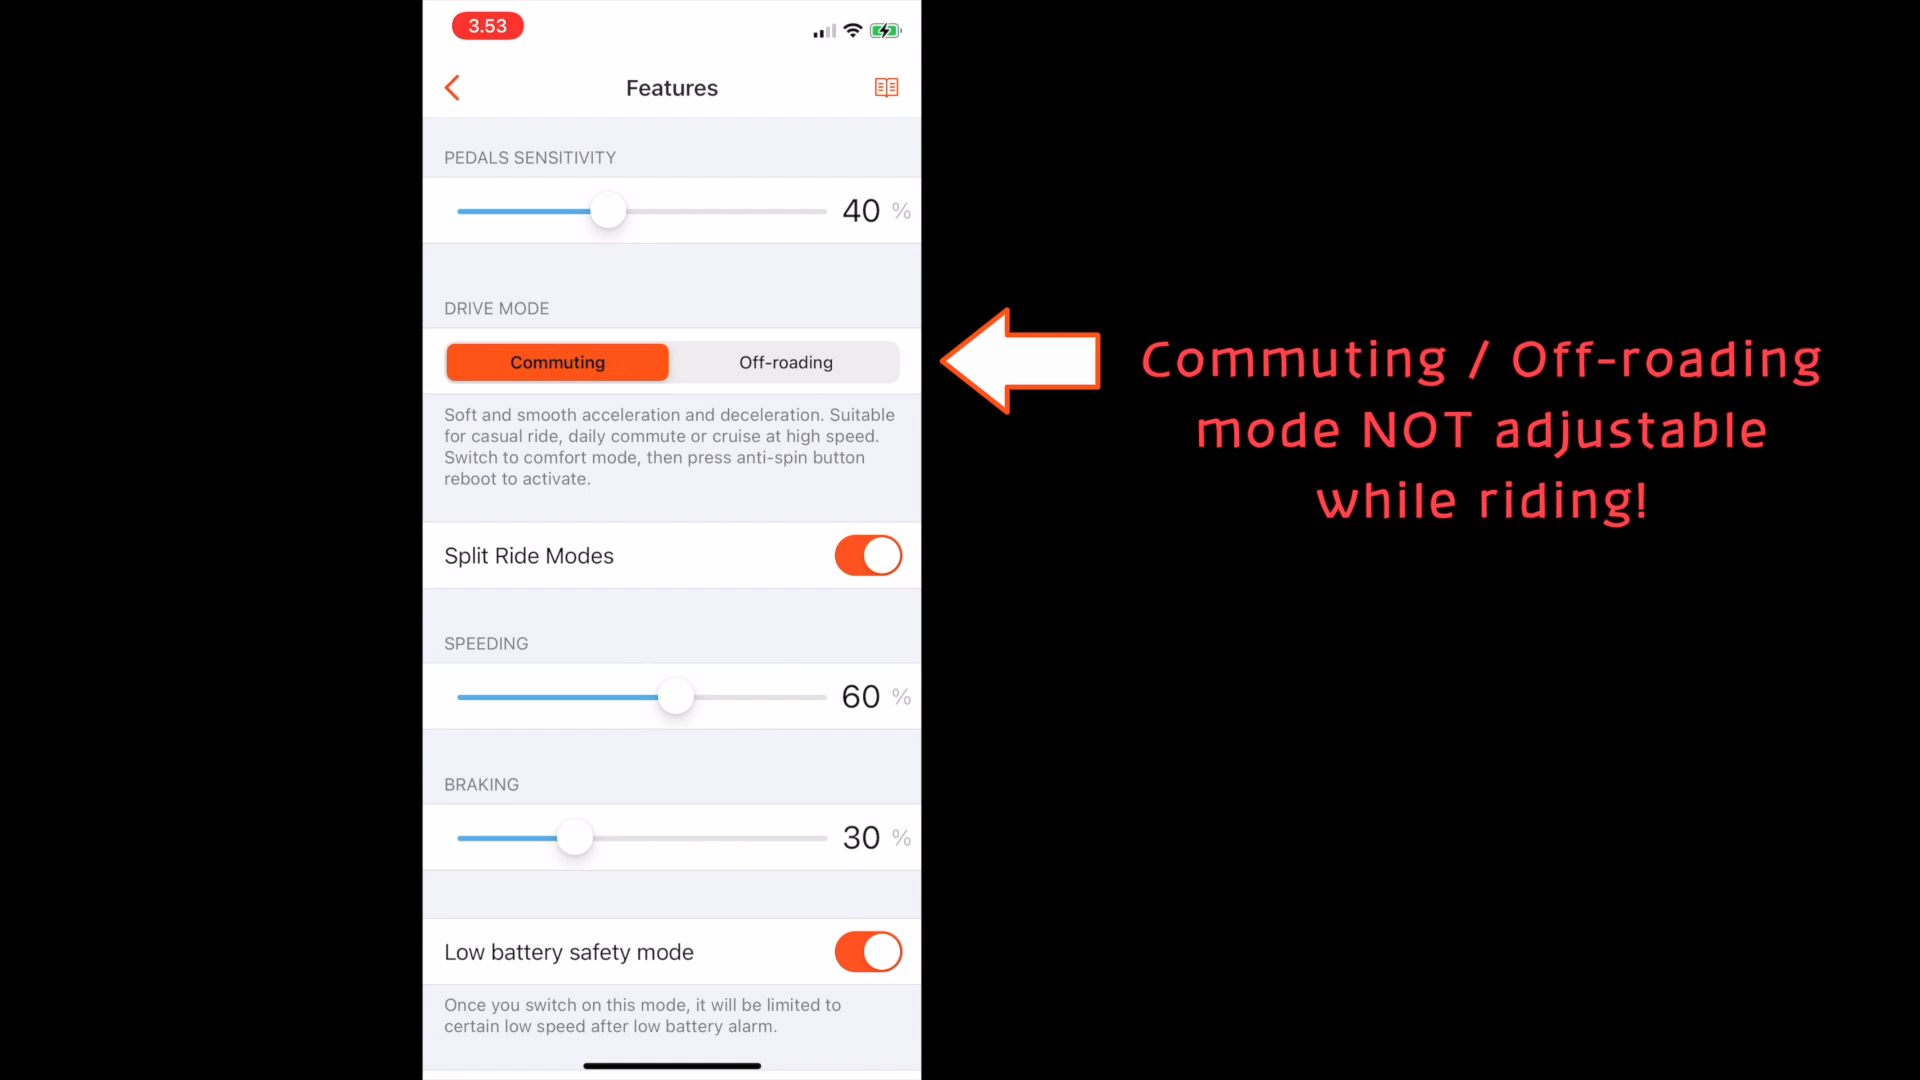 3.53
Features
PEDALS SENSITIVITY
40 %
DRIVE MODE
Commuting
Off-roading
Soft and smooth acceleration and deceleration. Suitable
for casual ride, daily commute or cruise at high speed.
Switch to comfort mode, then press anti-spin button
reboot to activate.
Split Ride Modes
SPEEDING
60 %
BRAKING
30 %
Low battery safety mode
Once you switch on this mode, it will be limited to
certain low speed after low battery alarm.
Commuting / Off-roading
mode NOT adjustable
while riding!